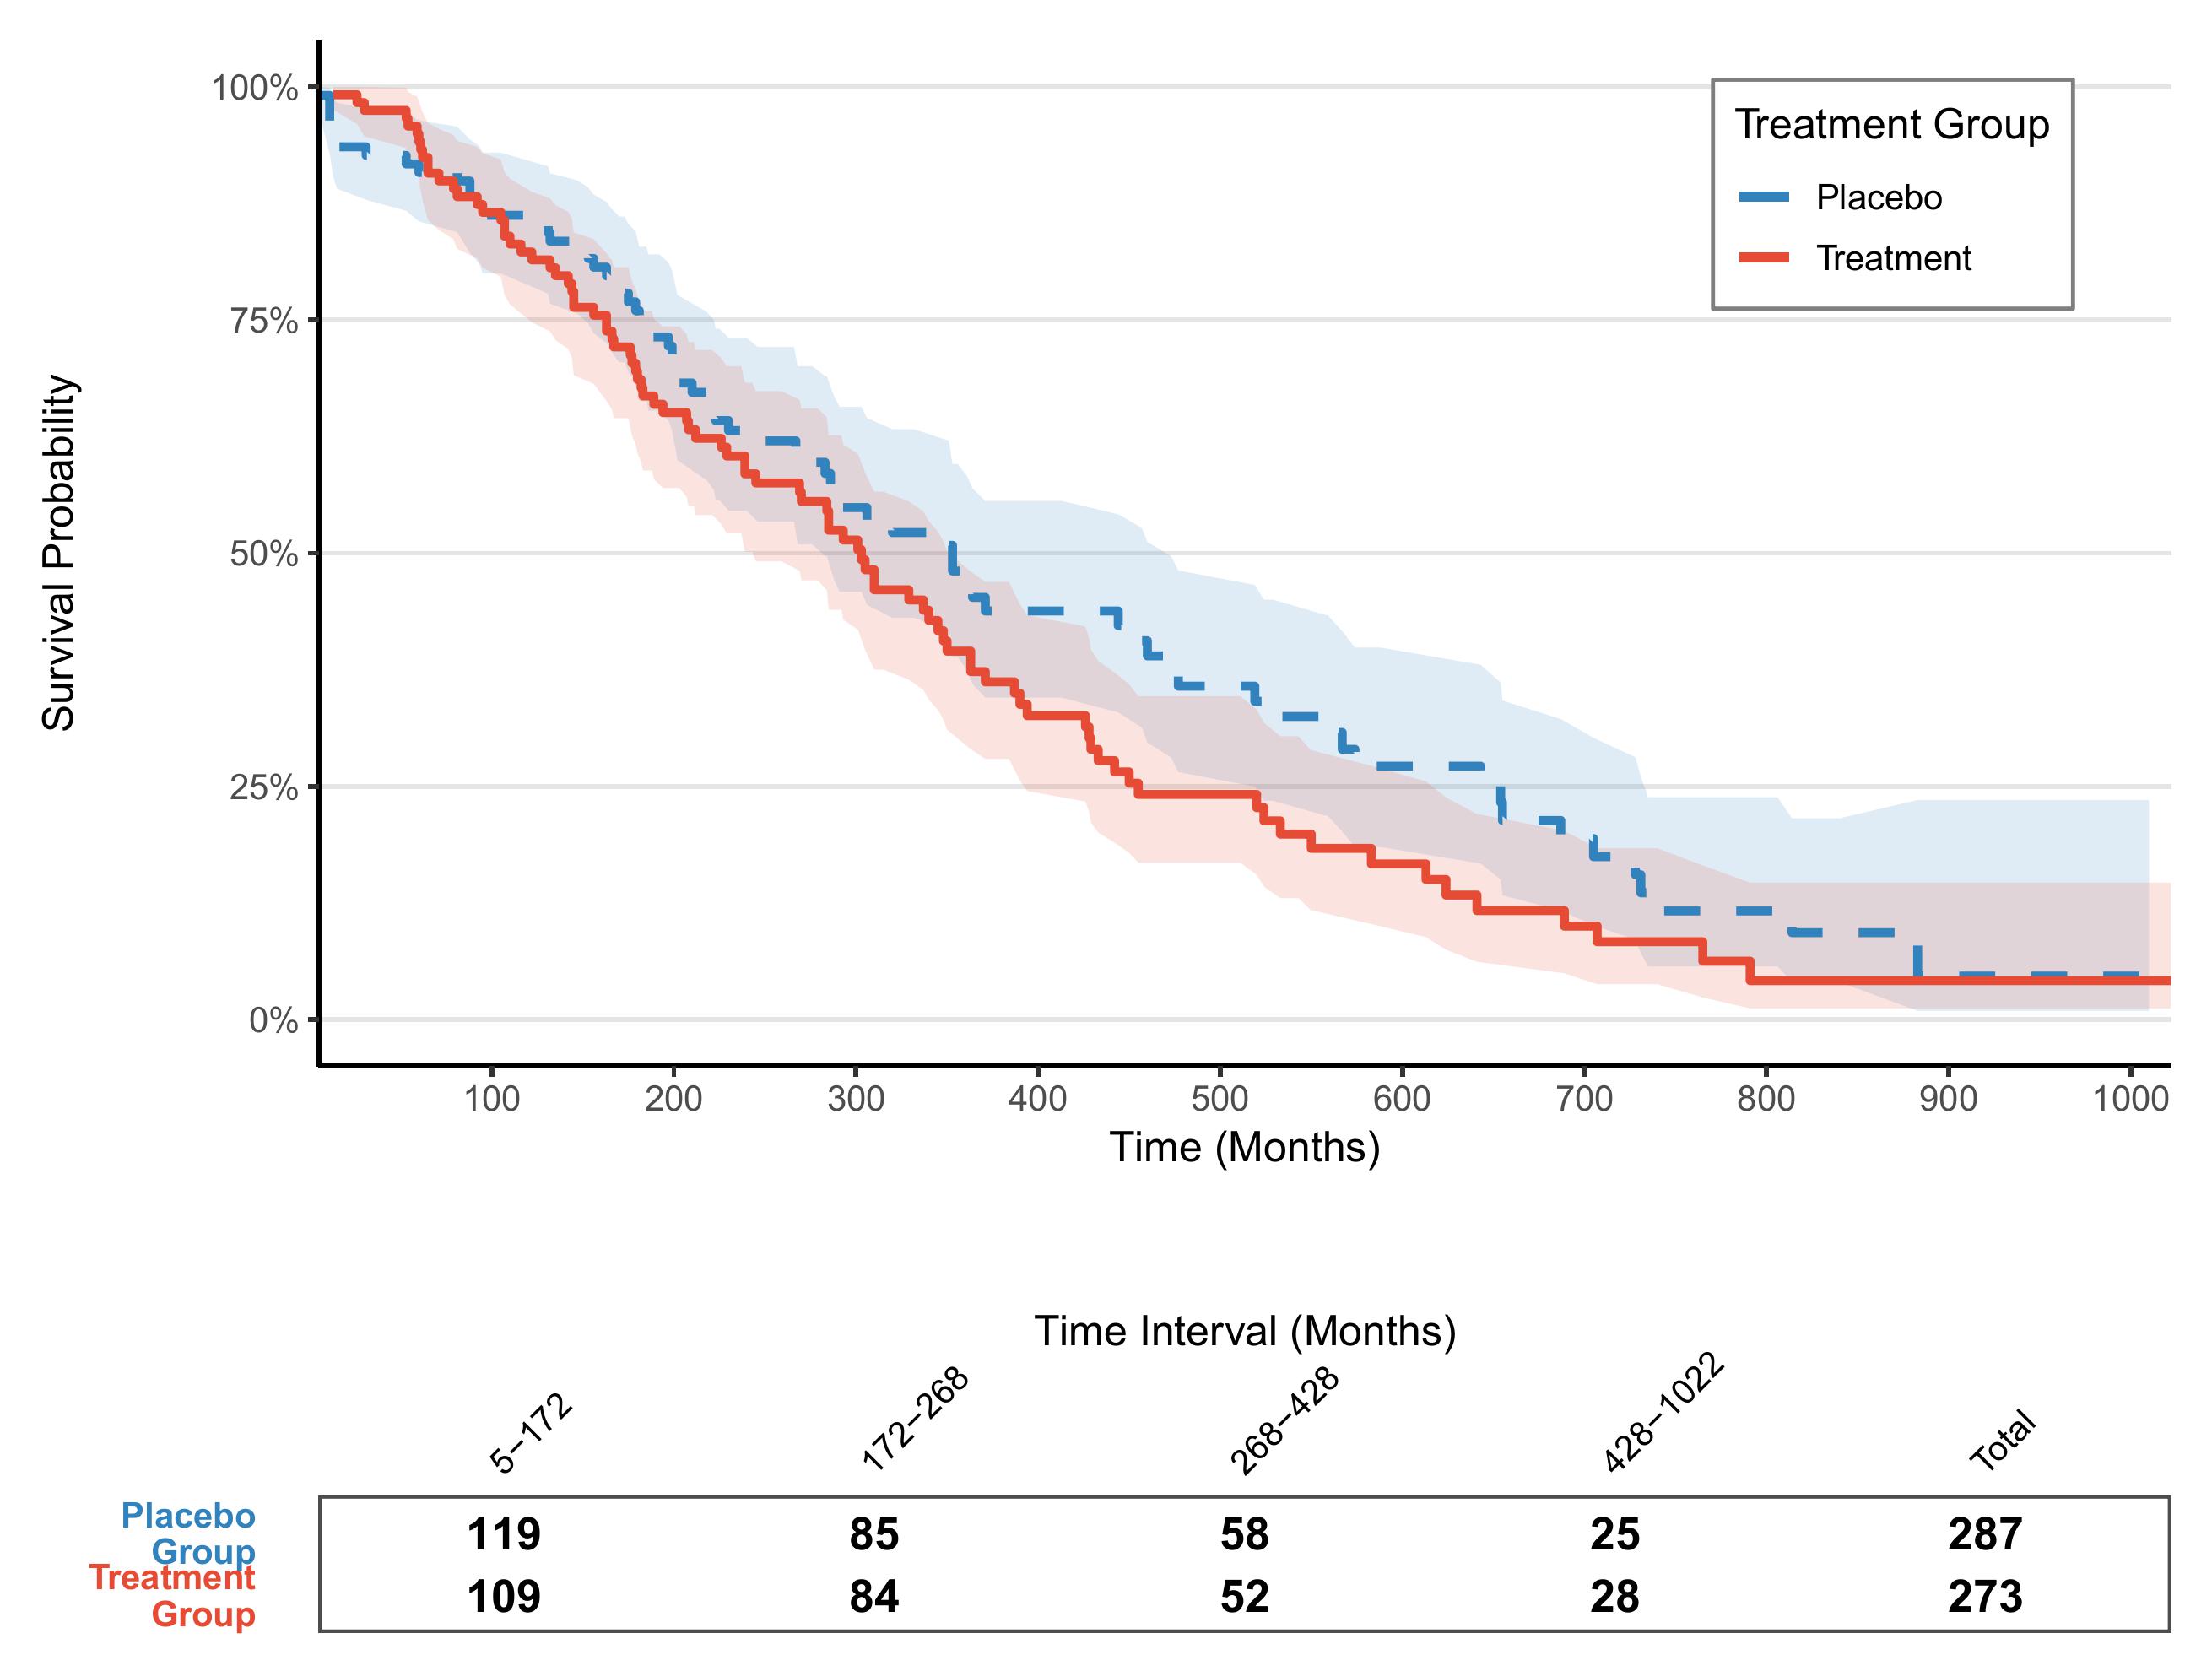 100%
75%
50%
25%
0%
Survival Probability
Treatment Group
Placebo
Treatment
100 200 300 400 500 600 700 800 900 1000
Time (Months)
Time Interval (Months)
5−172 172−268 268−428 428−1022 Total
Placebo
Group
119 85 58 25 287
Treatment
Group
109 84 52 28 273